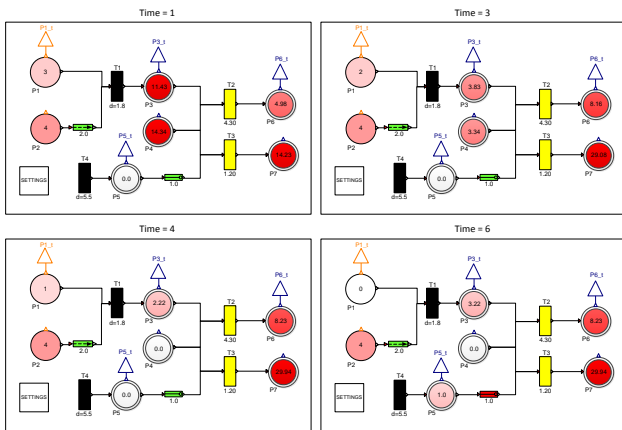 Time = 1
P1_t
P3_t
P6_t
3
T1
11.43
T2
4.98
P1
d=1.8
P3
4.30
P6
4
2.0
P2
14.34
P4
T3
14.23
P7
P5_t
1.20
SETTINGS
T4
0.0
1.0
d=5.5
P5
Time = 3
P1_t
P3_t
P6_t
2
T1
3.83
T2
8.16
P1
d=1.8
P3
4.30
P6
4
2.0
P2
3.34
P4
T3
P7
P5_t
1.20
SETTINGS
T4
0.0
1.0
d=5.5
P5
Time = 4
P1_t
P3_t
P6_t
1
T1
2.22
T2
8.23
P1
d=1.8
P3
4.30
P6
4
2.0
P2
0.0
P4
T3
29.94
P7
P5_t
1.20
SETTINGS
T4
0.0
1.0
d=5.5
P5
Time = 6
P1_t
P3_t
P6_t
0
T1
3.22
T2
8.23
P1
d=1.8
P3
4.30
P6
4
2.0
P2
0.0
P4
T3
29.94
P7
P5_t
1.20
SETTINGS
T4
1.0
1.0
d=5.5
P5